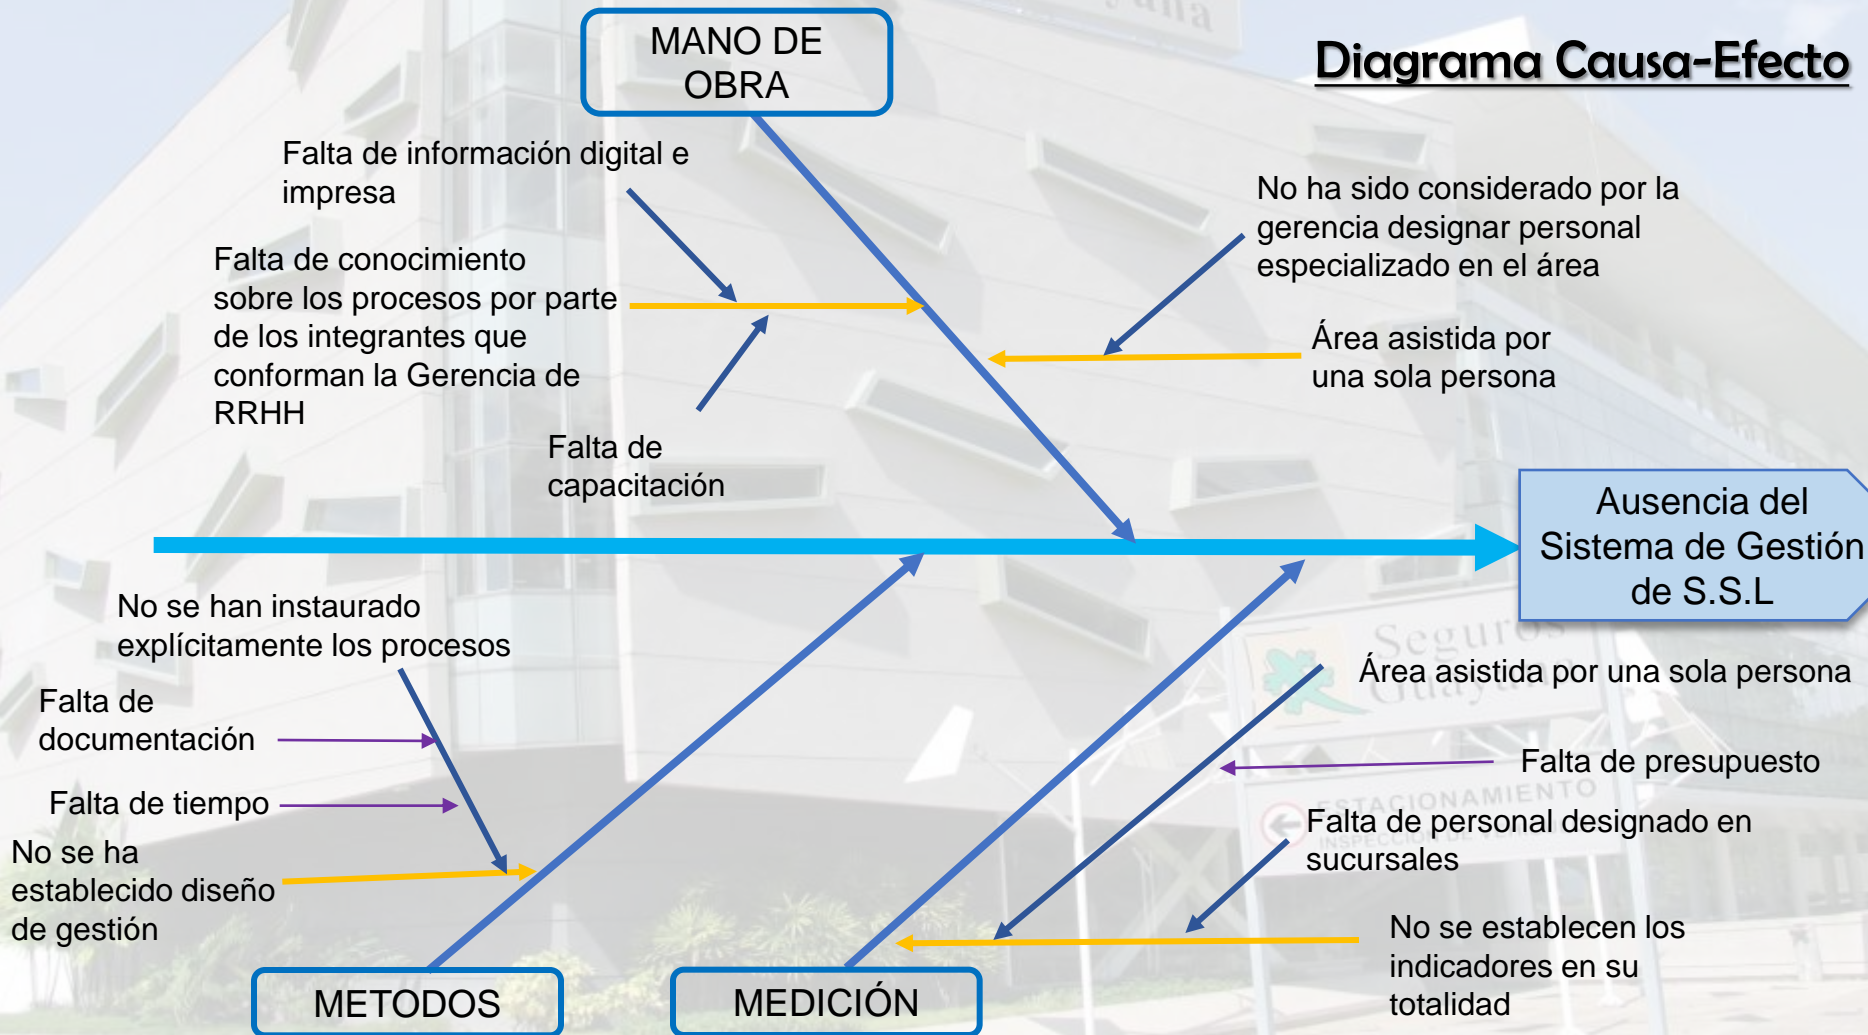 Diagrama Causa-Efecto
MANO DE
OBRA
Falta de información digital e
impresa
Falta de conocimiento
sobre los procesos por parte
de los integrantes que
conforman la Gerencia de
RRHH
Falta de
capacitación
No ha sido considerado por la
gerencia designar personal
especializado en el área
Área asistida por
una sola persona
Ausencia del
Sistema de Gestión
de S.S.L
No se han instaurado
explícitamente los procesos
Falta de
documentación
Falta de tiempo
No se ha
establecido diseño
de gestión
METODOS
Área asistida por una sola persona
Falta de presupuesto
Falta de personal designado en
sucursales
No se establecen los
indicadores en su
totalidad
MEDICIÓN
Seguros
Guayana
ESTACIONAMIENTO
INSPECCIÓN DE